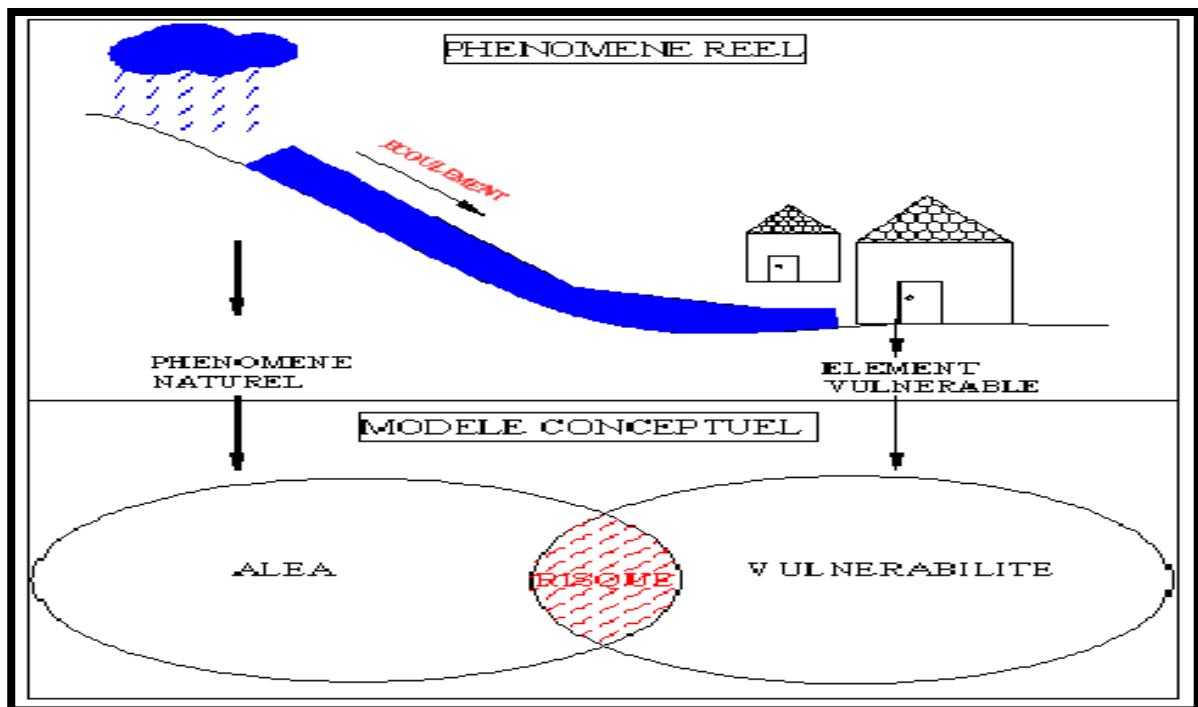 PHENOMENE REEL
ECOULEMENT
PHENOMENE
NATUREL
ELEMENT
VULNERABLE
MODELE CONCEPTUEL
ALEA
RISQUE
VULNERABILITE